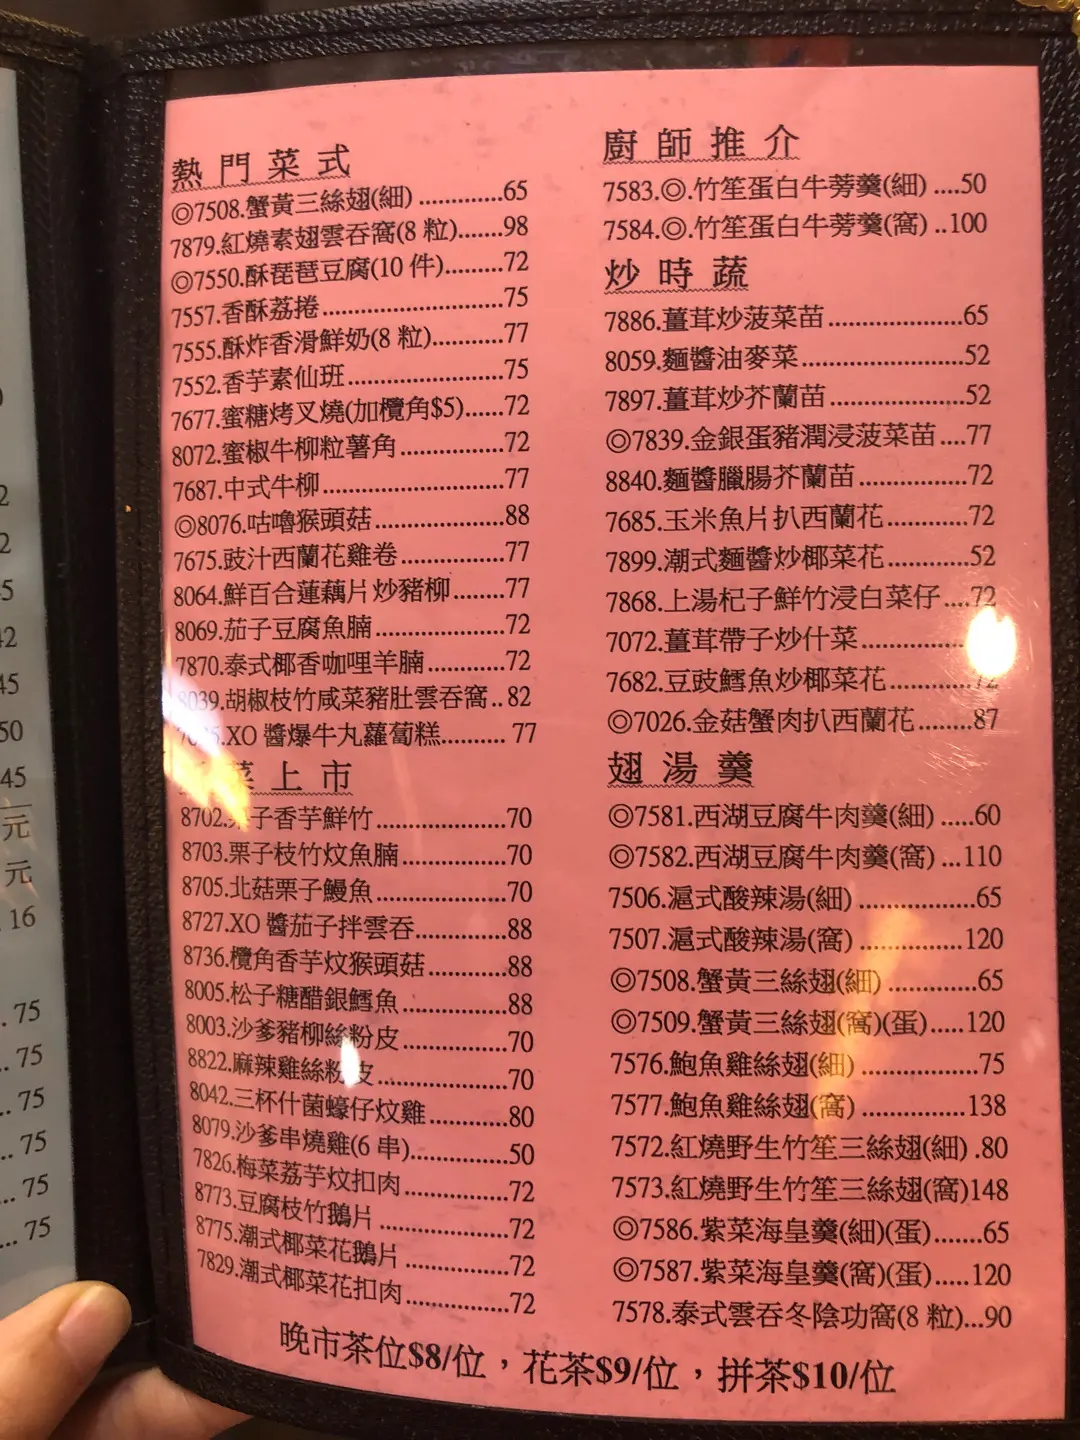 熱門菜式
◎7508.蟹黃三絲翅(細) ..............65
7879.紅燒素翅雲吞窩(8 粒).......98
◎7550.酥琵琶豆腐(10 件).........72
7557.香酥荔捲.............................75
7555.酥炸香滑鮮奶(8 粒)...........77
7552.香芋素仙班.........................75
7677.蜜糖烤叉燒(加欖角$5)......72
8072.蜜椒牛柳粒薯角.................72
7687.中式牛柳.............................77
◎8076.咕嚕猴頭菇.....................88
7675.豉汁西蘭花雞卷.................77
8064.鮮百合蓮藕片炒豬柳........77
8069.茄子豆腐魚腩.....................72
7870.泰式椰香咖哩羊腩.............72
8039.胡椒枝竹咸菜豬肚雲吞窩..82
XO 醬爆牛丸蘿蔔糕.......... 77
菜上市
8702.栗子香芋鮮竹.....................70
8703.栗子枝竹炆魚腩.................70
8705.北菇栗子鰻魚.....................70
8727.XO 醬茄子拌雲吞...............88
8736.欖角香芋炆猴頭菇.............88
8005.松子糖醋銀鱈魚.................88
8003.沙爹豬柳絲粉皮.................70
8822.麻辣雞絲粉皮.....................70
8042.三杯什菌蠔仔炆雞.............80
8079.沙爹串燒雞(6 串)................50
7826.梅菜荔芋炆扣肉.................72
8773.豆腐枝竹鵝片.....................72
8775.潮式椰菜花鵝片.................72
7829.潮式椰菜花扣肉.................72
廚師推介
7583.◎.竹笙蛋白牛蒡羹(細) ....50
7584.◎.竹笙蛋白牛蒡羹(窩) ..100
炒時蔬
7886.薑茸炒菠菜苗.....................65
8059.麵醬油麥菜.........................52
7897.薑茸炒芥蘭苗.....................52
◎7839.金銀蛋豬潤浸菠菜苗....77
8840.麵醬臘腸芥蘭苗.................72
7685.玉米魚片扒西蘭花.............72
7899.潮式麵醬炒椰菜花.............52
7868.上湯杞子鮮竹浸白菜仔....72
7072.薑茸帶子炒什菜
7682.豆豉鱈魚炒椰菜花.............72
◎7026.金菇蟹肉扒西蘭花........87
翅湯羹
◎7581.西湖豆腐牛肉羹(細) .....60
◎7582.西湖豆腐牛肉羹(窩) ...110
7506.滬式酸辣湯(細) ...................65
7507.滬式酸辣湯(窩) .................120
◎7508.蟹黃三絲翅(細) ..............65
◎7509.蟹黃三絲翅(窩)(蛋).....120
7576.鮑魚雞絲翅(細) ...................75
7577.鮑魚雞絲翅(窩) ...............138
7572.紅燒野生竹笙三絲翅(細) .80
7573.紅燒野生竹笙三絲翅(窩)148
◎7586.紫菜海皇羹(細)(蛋).......65
◎7587.紫菜海皇羹(窩)(蛋).....120
7578.泰式雲吞冬陰功窩(8 粒)...90
晚市茶位$8/位，花茶$9/位，拼茶$10/位
2
2
45
42
45
50
45
元
元
16
. 75
.. 75
.. 75
.. 75
... 75
... 75